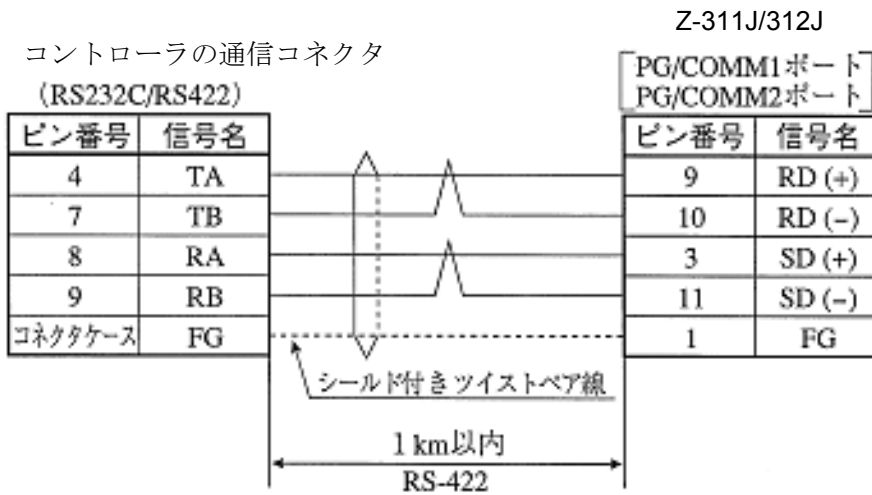 Z-311J/312J
コントローラの通信コネクタ
PG/COMM1ポート
(RS232C/RS422)
PG/COMM2ポート
ピン番号 信号名 ピン番号 信号名
4 TA 9 RD (+)
7 TB 10 RD (−)
8 RA 3 SD (+)
9 RB 11 SD (−)
コネクタケース FG 1 FG
シールド付きツイストペア線
1 km以内
RS-422